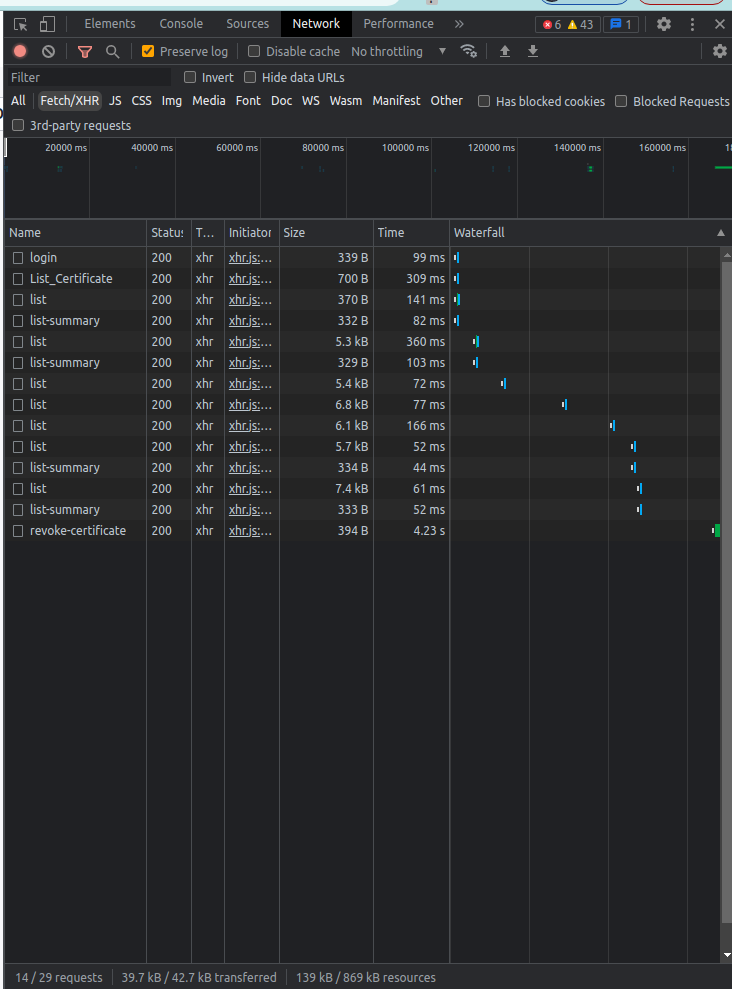 Elements Console Sources Network Performance 6 43 1
Preserve log Disable cache No throttling
Filter Invert Hide data URLs
All Fetch/XHR JS CSS Img Media Font Doc WS Wasm Manifest Other Has blocked cookies Blocked Requests
3rd-party requests
20000 ms 40000 ms 60000 ms 80000 ms 100000 ms 120000 ms 140000 ms 160000 ms 18
Name Status T... Initiator Size Time Waterfall
login 200 xhr xhr.js:... 339 B 99 ms
List_Certificate 200 xhr xhr.js:... 700 B 309 ms
list 200 xhr xhr.js:... 370 B 141 ms
list-summary 200 xhr xhr.js:... 332 B 82 ms
list 200 xhr xhr.js:... 5.3 kB 360 ms
list-summary 200 xhr xhr.js:... 329 B 103 ms
list 200 xhr xhr.js:... 5.4 kB 72 ms
list 200 xhr xhr.js:... 6.8 kB 77 ms
list 200 xhr xhr.js:... 6.1 kB 166 ms
list 200 xhr xhr.js:... 5.7 kB 52 ms
list-summary 200 xhr xhr.js:... 334 B 44 ms
list 200 xhr xhr.js:... 7.4 kB 61 ms
list-summary 200 xhr xhr.js:... 333 B 52 ms
revoke-certificate 200 xhr xhr.js:... 394 B 4.23 s
14 / 29 requests 39.7 kB / 42.7 kB transferred 139 kB / 869 kB resources